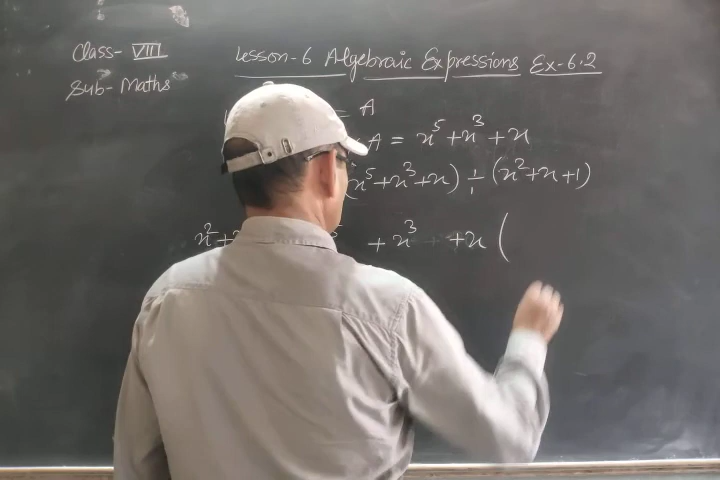 Class- VIII
Sub- Maths
Lesson-6 Algebraic Expressions Ex-6.2
= A
A = x⁵ + x³ + x
(x⁵ + x³ + x) ÷ (x² + x + 1)
x² + + x³ + x (